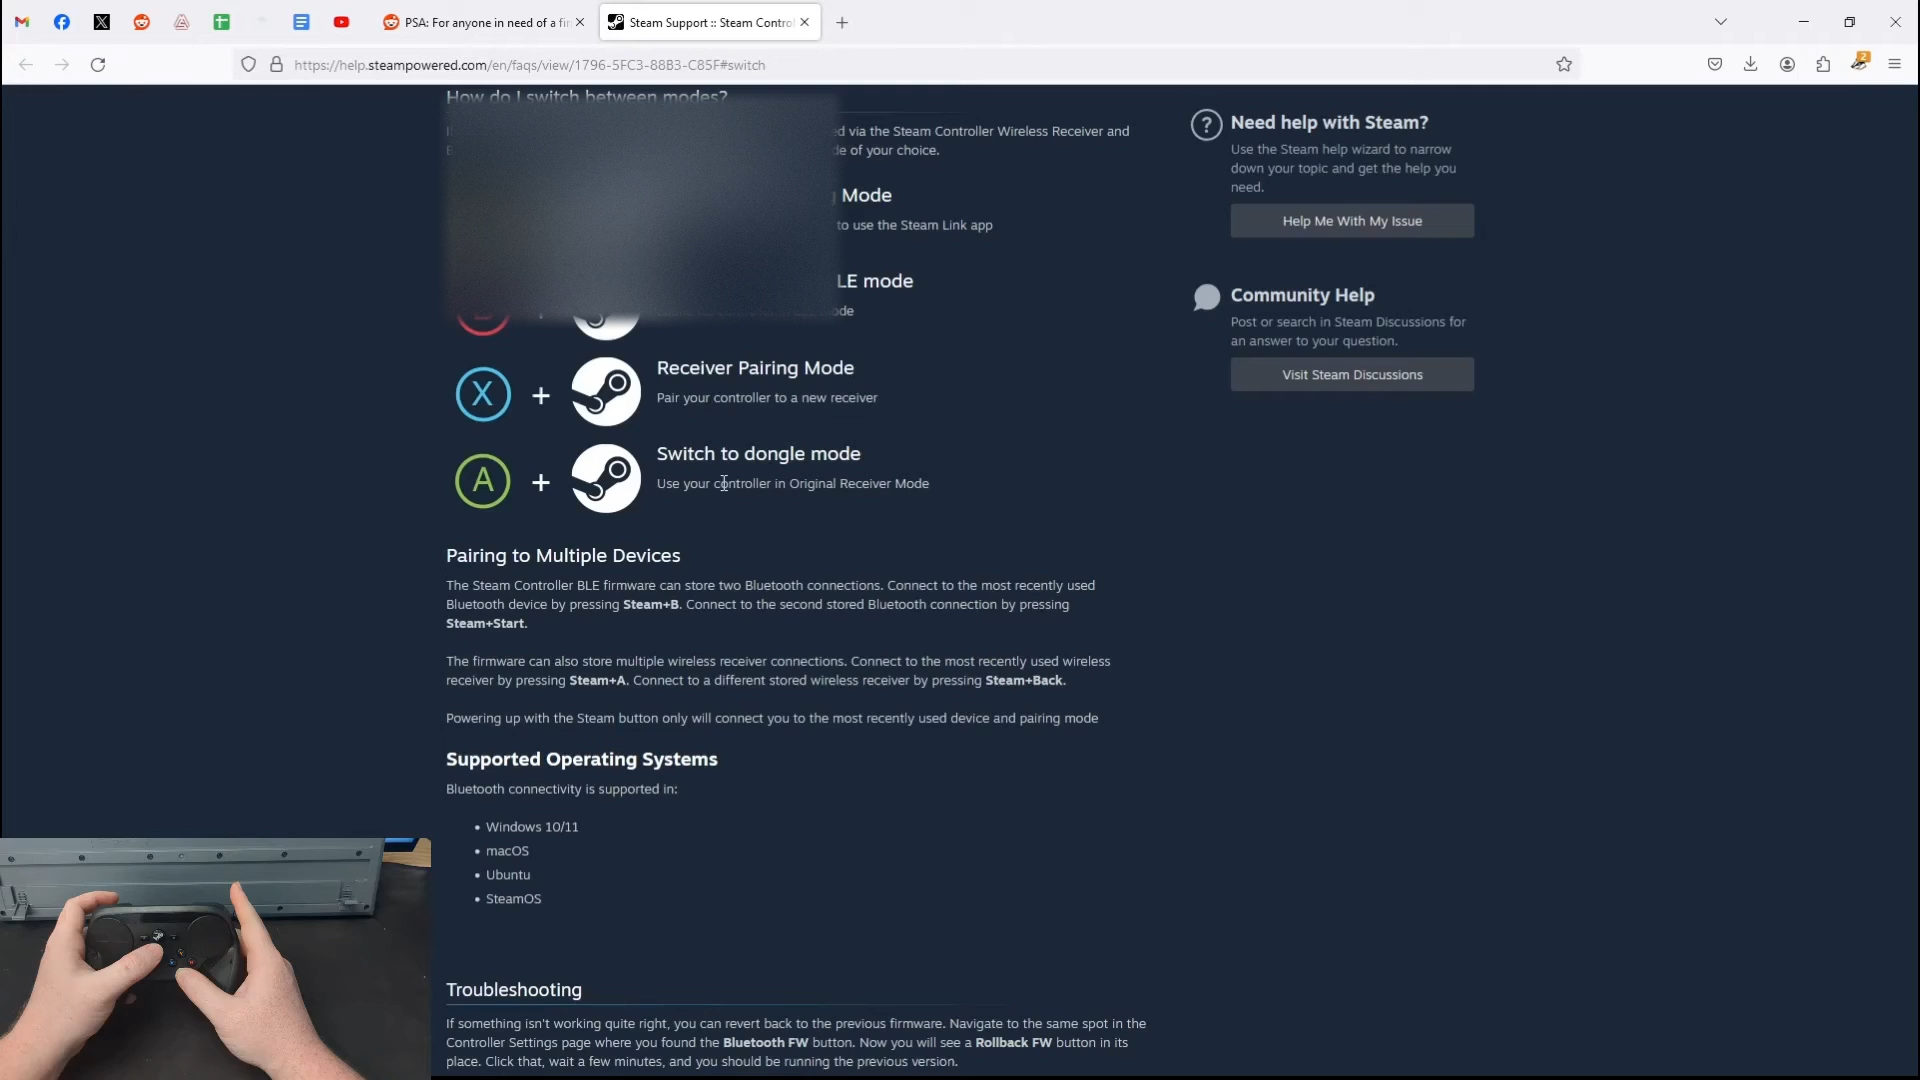 PSA: For anyone in need of a fi
Steam Support :: Steam Contro
https://help.steampowered.com/en/faqs/view/1796-5FC3-88B3-C85F#switch
2
How do I switch between modes?
ed via the Steam Controller Wireless Receiver and
de of your choice.
Mode
to use the Steam Link app
LE mode
ode
X
+
Receiver Pairing Mode
Pair your controller to a new receiver
A
+
Switch to dongle mode
Use your controller in Original Receiver Mode
Pairing to Multiple Devices
The Steam Controller BLE firmware can store two Bluetooth connections. Connect to the most recently used
Bluetooth device by pressing Steam+B. Connect to the second stored Bluetooth connection by pressing
Steam+Start.
The firmware can also store multiple wireless receiver connections. Connect to the most recently used wireless
receiver by pressing Steam+A. Connect to a different stored wireless receiver by pressing Steam+Back.
Powering up with the Steam button only will connect you to the most recently used device and pairing mode
Supported Operating Systems
Bluetooth connectivity is supported in:
• Windows 10/11
• macOS
• Ubuntu
• SteamOS
Troubleshooting
If something isn't working quite right, you can revert back to the previous firmware. Navigate to the same spot in the
Controller Settings page where you found the Bluetooth FW button. Now you will see a Rollback FW button in its
place. Click that, wait a few minutes, and you should be running the previous version.
Need help with Steam?
Use the Steam help wizard to narrow
down your topic and get the help you
need.
Help Me With My Issue
Community Help
Post or search in Steam Discussions for
an answer to your question.
Visit Steam Discussions